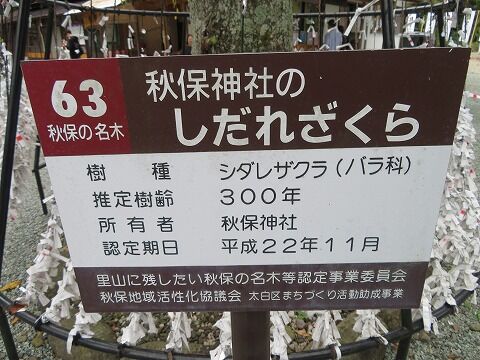 63
秋保の名木
秋保神社の
しだれざくら
樹 種 シダレザクラ(バラ科)
推定樹齢 300年
所有者 秋保神社
認定期日 平成22年11月
里山に残したい秋保の名木等認定事業委員会
秋保地域活性化協議会 太白区まちづくり活動助成事業